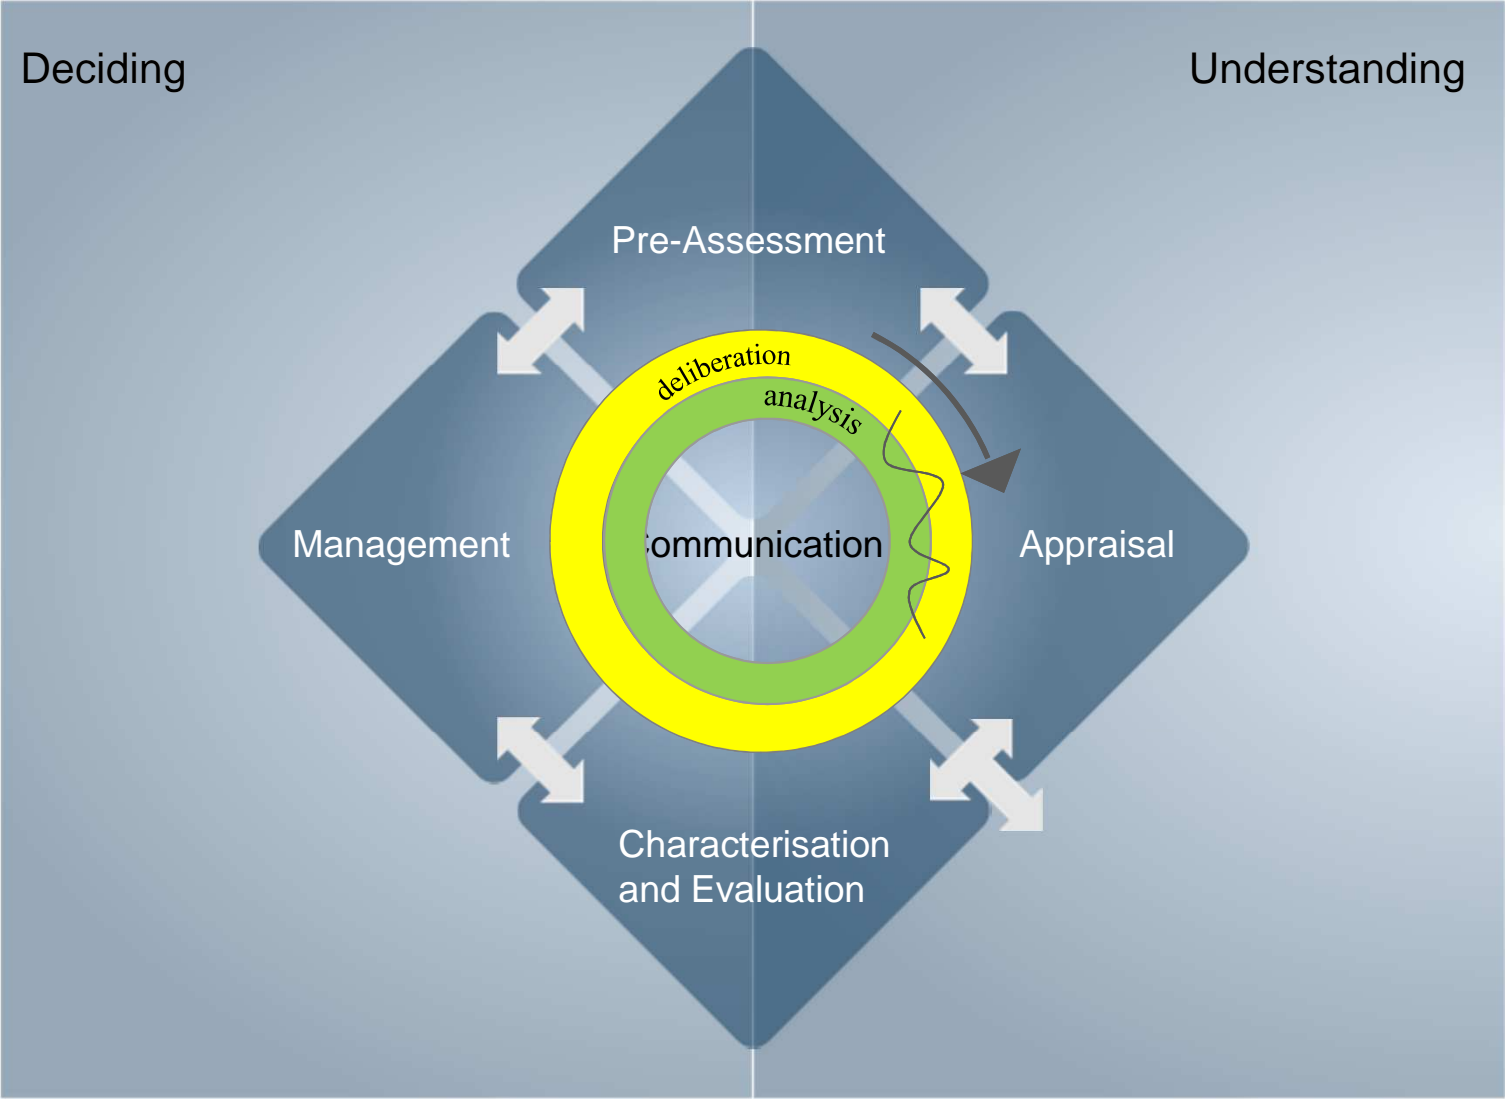 Deciding
Understanding
Pre-Assessment
deliberation
analysis
Management
ommunication
Appraisal
Characterisation
and Evaluation